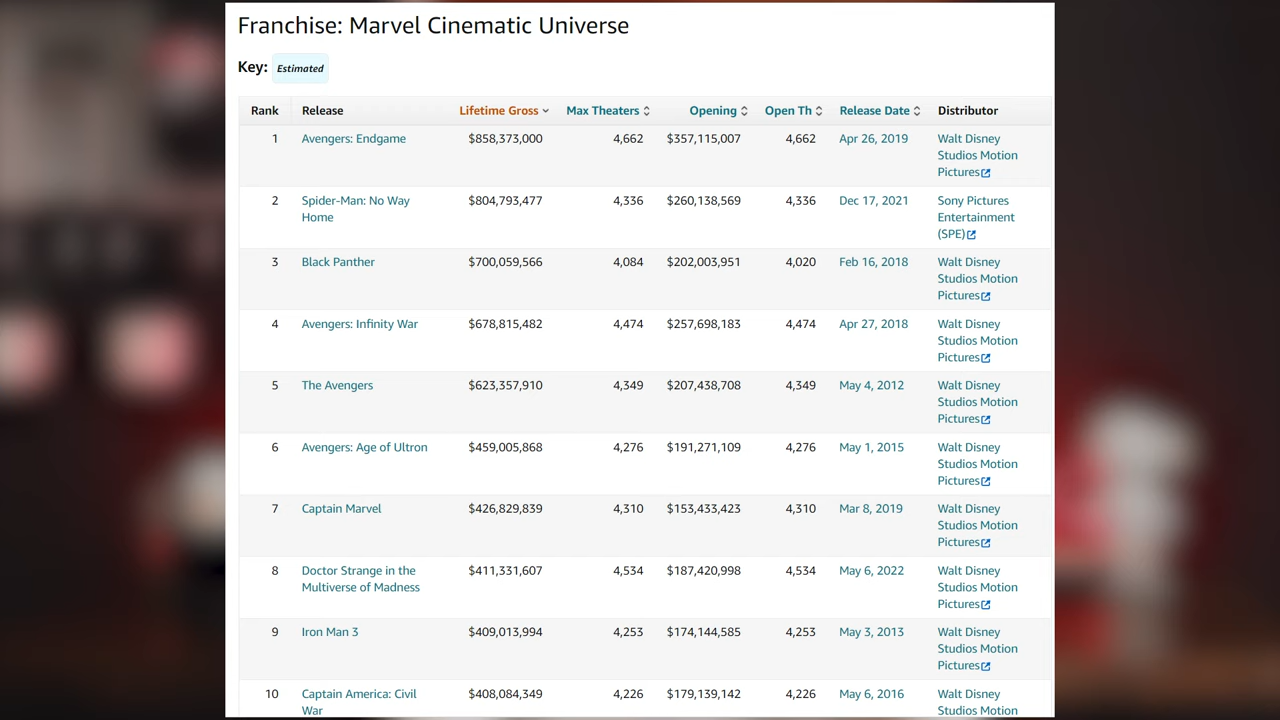 Franchise: Marvel Cinematic Universe
Key: Estimated
Rank Release Lifetime Gross Max Theaters Opening Open Th Release Date Distributor
1 Avengers: Endgame $858,373,000 4,662 $357,115,007 4,662 Apr 26, 2019 Walt Disney
Studios Motion
Pictures
2 Spider-Man: No Way $804,793,477 4,336 $260,138,569 4,336 Dec 17, 2021 Sony Pictures
Home Entertainment
(SPE)
3 Black Panther $700,059,566 4,084 $202,003,951 4,020 Feb 16, 2018 Walt Disney
Studios Motion
Pictures
4 Avengers: Infinity War $678,815,482 4,474 $257,698,183 4,474 Apr 27, 2018 Walt Disney
Studios Motion
Pictures
5 The Avengers $623,357,910 4,349 $207,438,708 4,349 May 4, 2012 Walt Disney
Studios Motion
Pictures
6 Avengers: Age of Ultron $459,005,868 4,276 $191,271,109 4,276 May 1, 2015 Walt Disney
Studios Motion
Pictures
7 Captain Marvel $426,829,839 4,310 $153,433,423 4,310 Mar 8, 2019 Walt Disney
Studios Motion
Pictures
8 Doctor Strange in the $411,331,607 4,534 $187,420,998 4,534 May 6, 2022 Walt Disney
Multiverse of Madness Studios Motion
Pictures
9 Iron Man 3 $409,013,994 4,253 $174,144,585 4,253 May 3, 2013 Walt Disney
Studios Motion
Pictures
10 Captain America: Civil $408,084,349 4,226 $179,139,142 4,226 May 6, 2016 Walt Disney
War Studios Motion